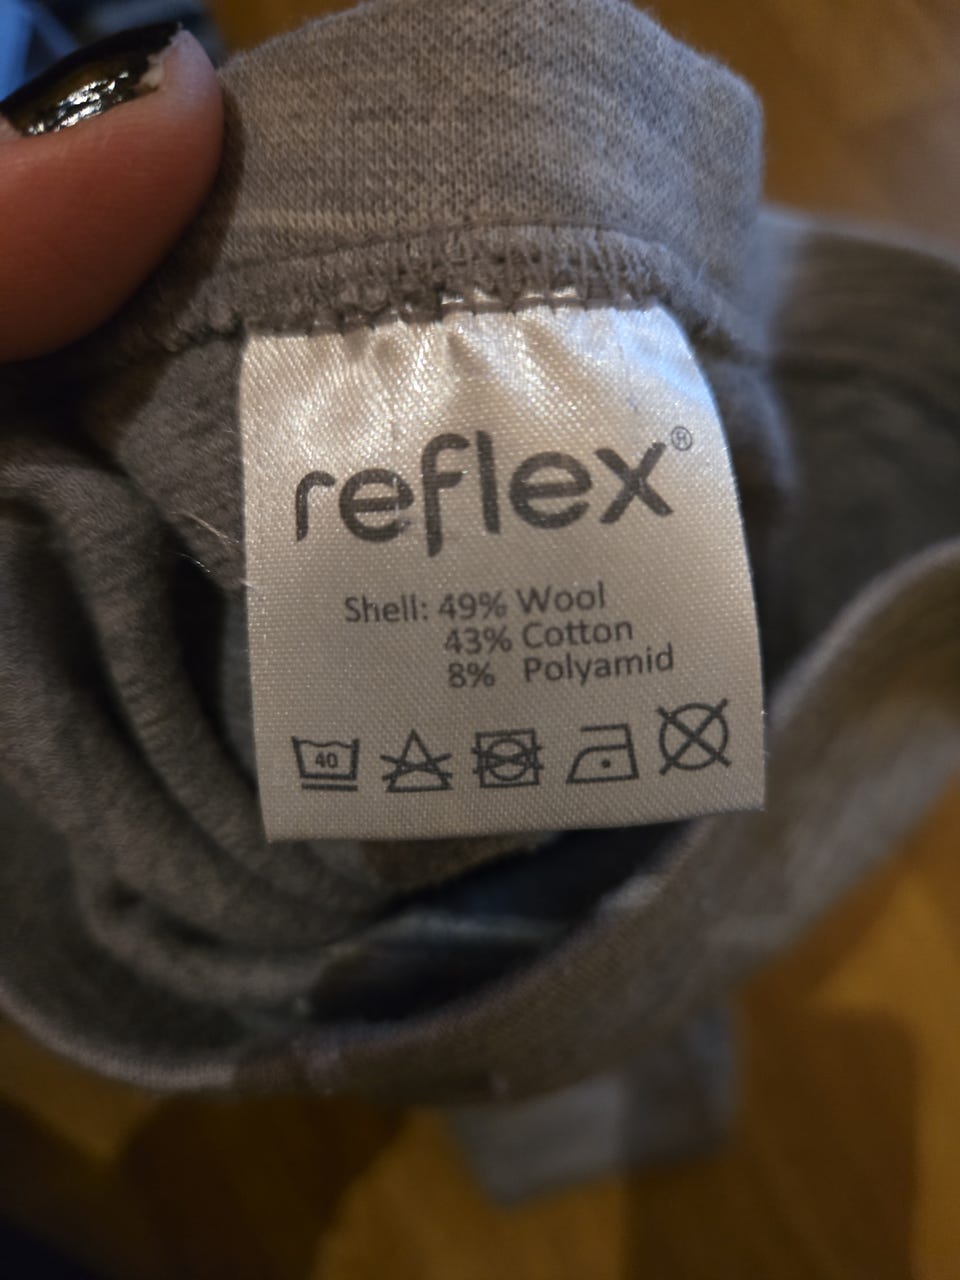 reflex®
Shell: 49% Wool
43% Cotton
8% Polyamid
40